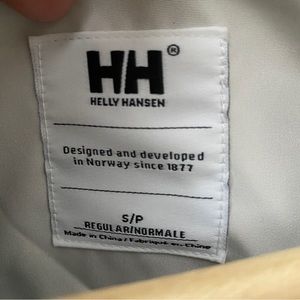 HH®
HELLY HANSEN
Designed and developed
in Norway since 1877
S/P
REGULAR/NORMALE
Made in China/Fabriqué en Chine